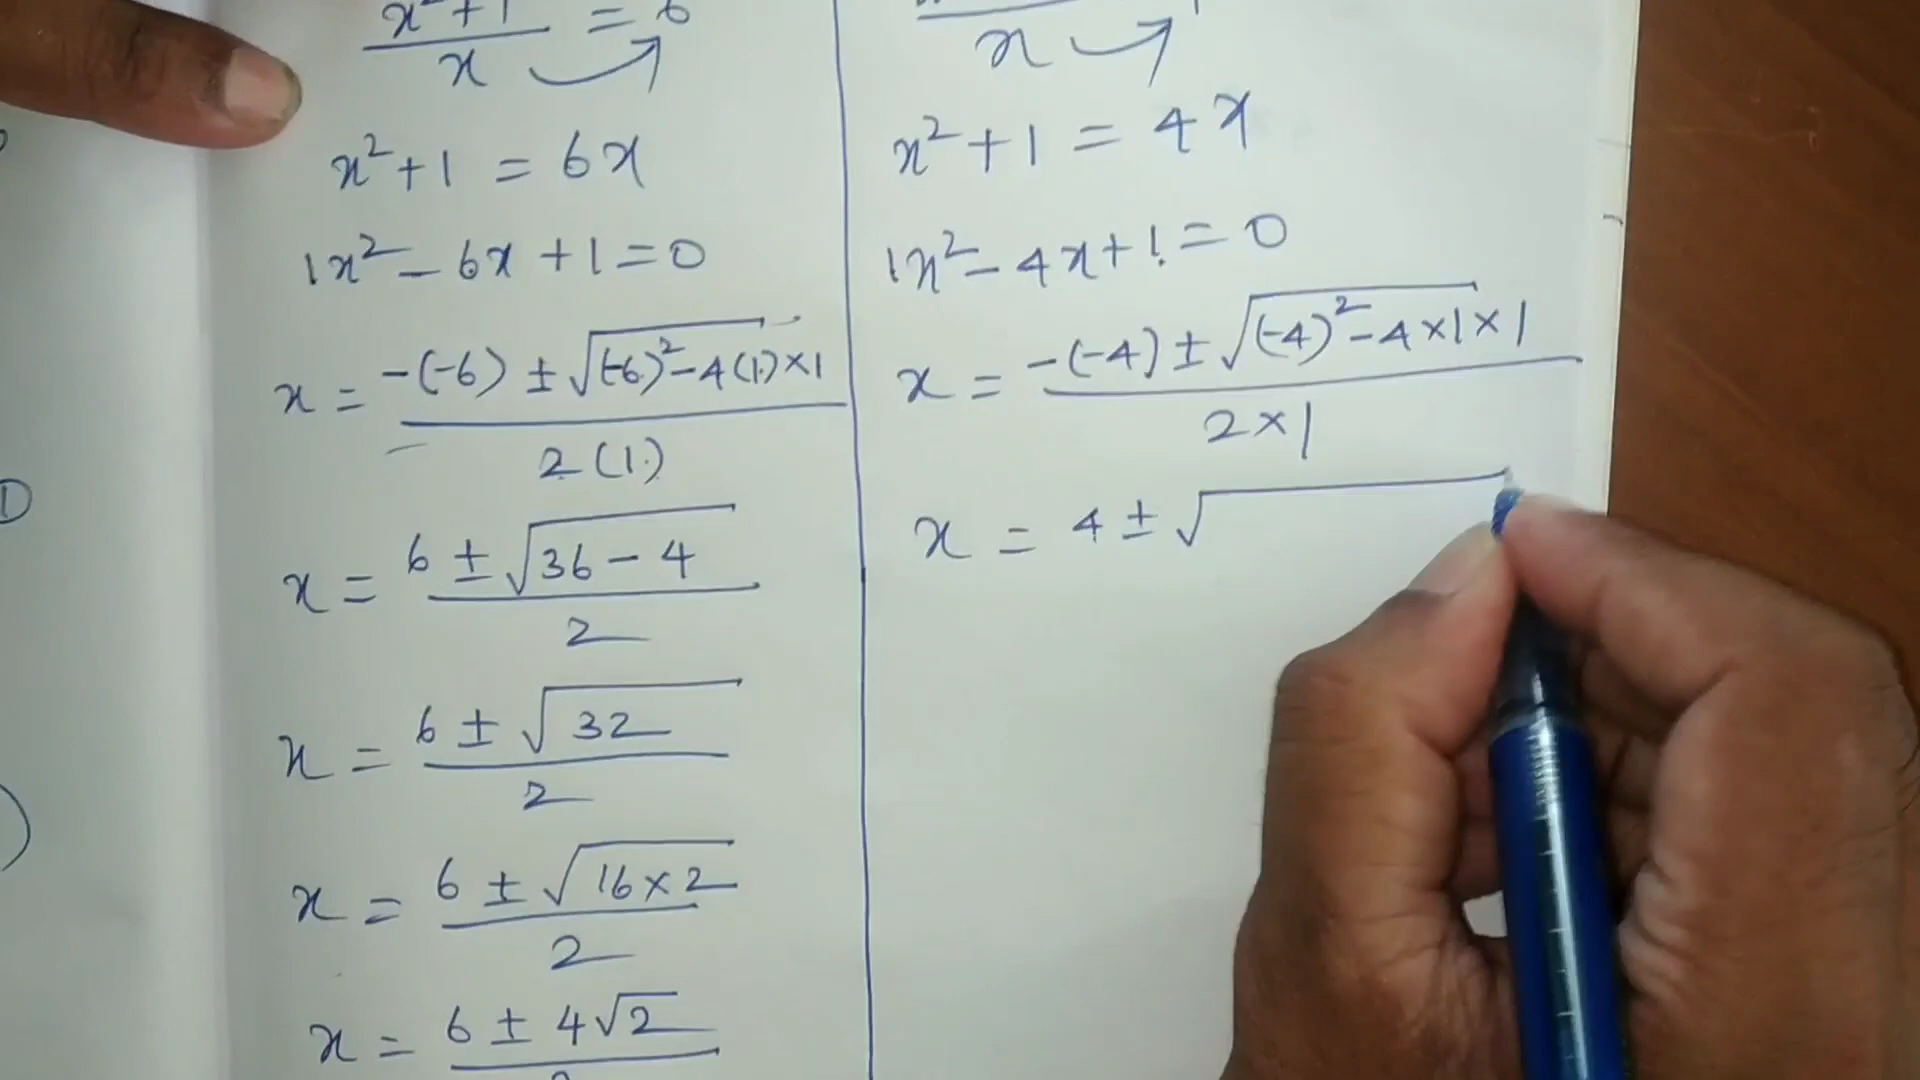 x²+1 / x = 6
x²+1 = 6x
1x² - 6x + 1 = 0
x = -(-6) ± √(-6)² - 4(1)×1 / 2(1)
x = 6 ± √36 - 4 / 2
x = 6 ± √32 / 2
x = 6 ± √16×2 / 2
x = 6 ± 4√2
x
x²+1 = 4x
1x² - 4x + 1 = 0
x = -(-4) ± √(-4)² - 4×1×1 / 2×1
x = 4 ± √